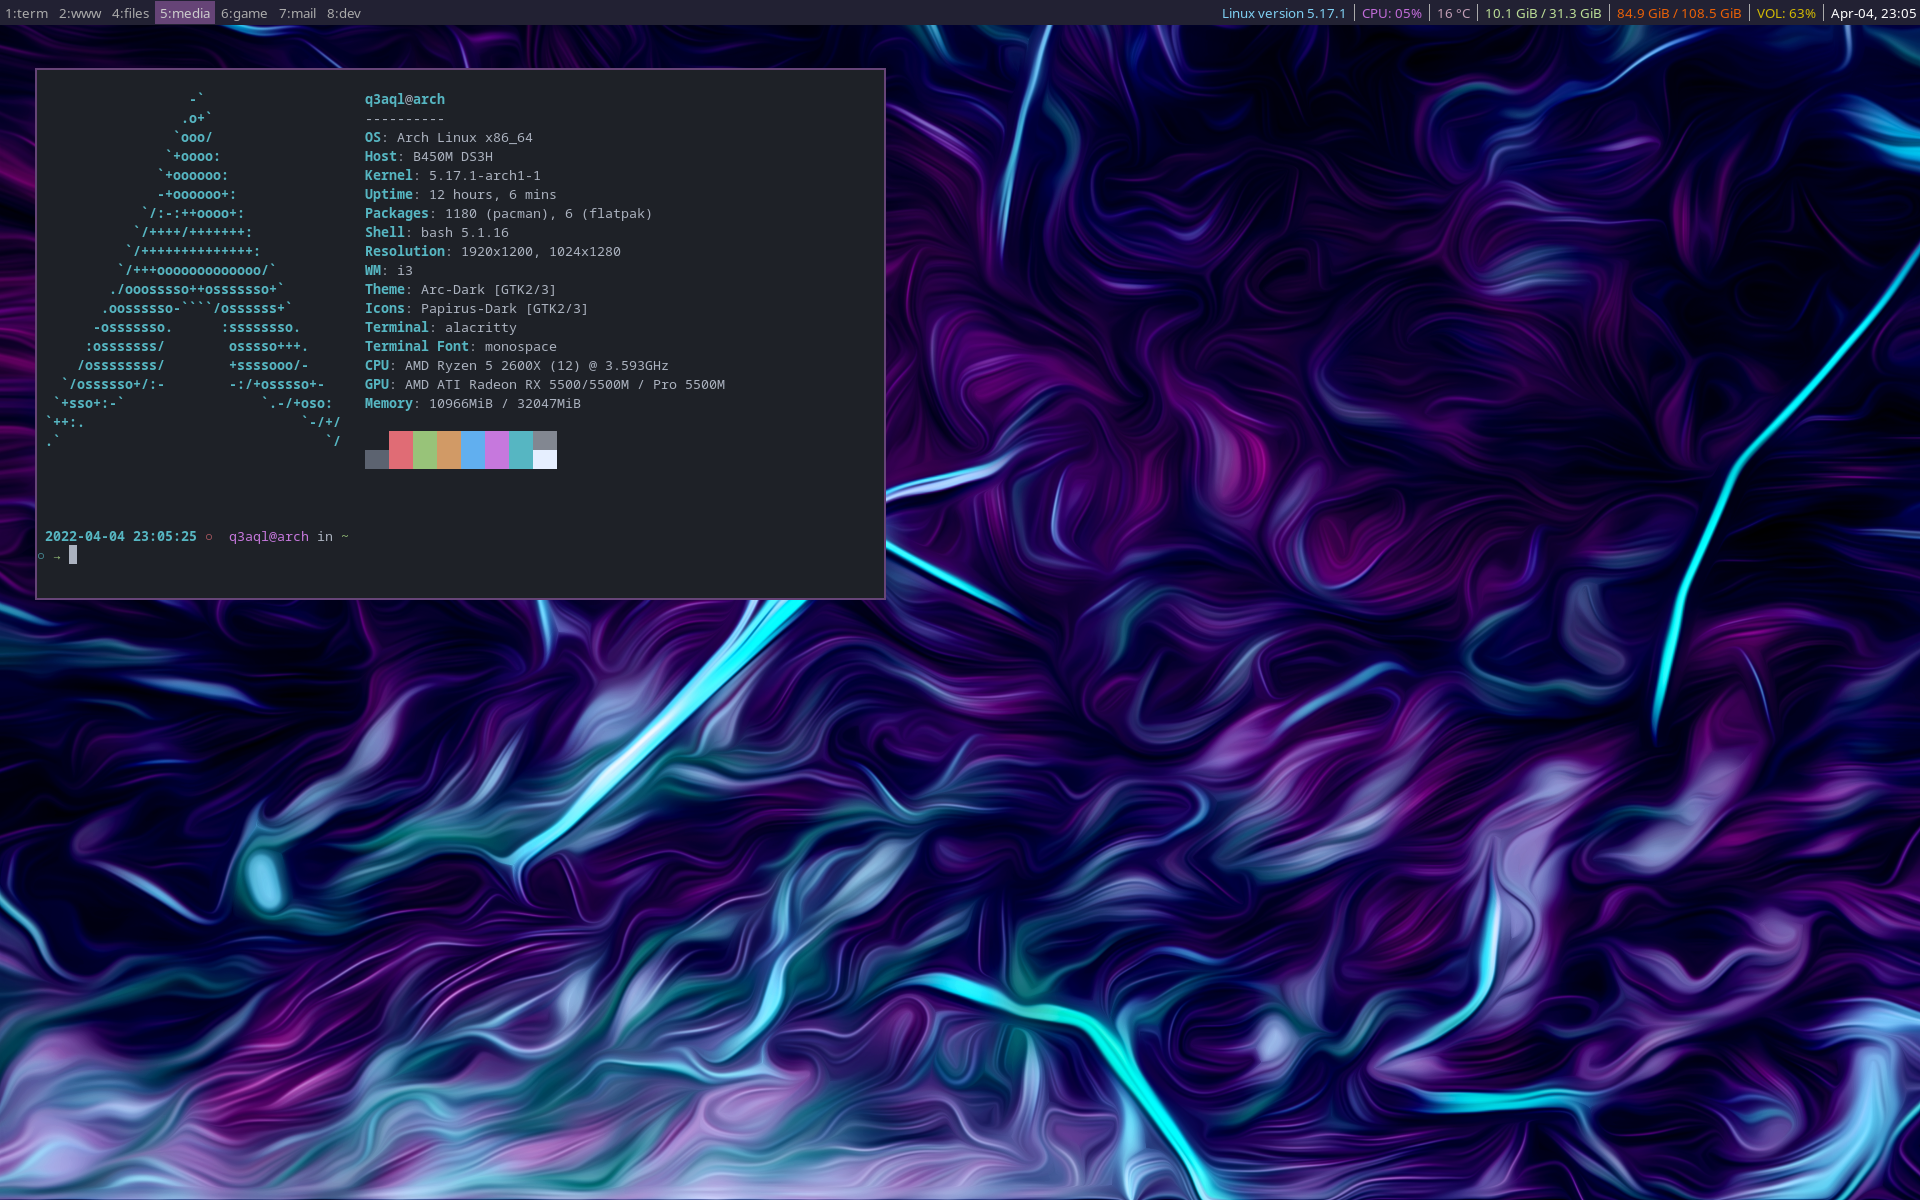 1:term 2:www 4:files 5:media 6:game 7:mail 8:dev
Linux version 5.17.1 | CPU: 05% | 16 °C | 10.1 GiB / 31.3 GiB | 84.9 GiB / 108.5 GiB | VOL: 63% | Apr-04, 23:05
-` q3aql@arch
.o+` ----------
`ooo/ OS: Arch Linux x86_64
`+oooo: Host: B450M DS3H
`+oooooo: Kernel: 5.17.1-arch1-1
-+oooooo+: Uptime: 12 hours, 6 mins
`/:-:++oooo+: Packages: 1180 (pacman), 6 (flatpak)
`/++++/+++++++: Shell: bash 5.1.16
`/++++++++++++++: Resolution: 1920x1200, 1024x1280
`/+++ooooooooooooo/` WM: i3
./ooosssso++osssssso+` Theme: Arc-Dark [GTK2/3]
.oossssso-````/ossssss+` Icons: Papirus-Dark [GTK2/3]
-osssssso. :ssssssso. Terminal: alacritty
:osssssss/ osssso+++. Terminal Font: monospace
/ossssssss/ +ssssooo/- CPU: AMD Ryzen 5 2600X (12) @ 3.593GHz
`/ossssso+/:- -:/+osssso+- GPU: AMD ATI Radeon RX 5500/5500M / Pro 5500M
`+sso+:-` `.-/+oso: Memory: 10966MiB / 32047MiB
`++:. `-/+/
.` `/
2022-04-04 23:05:25 ○ q3aql@arch in ~
○ →